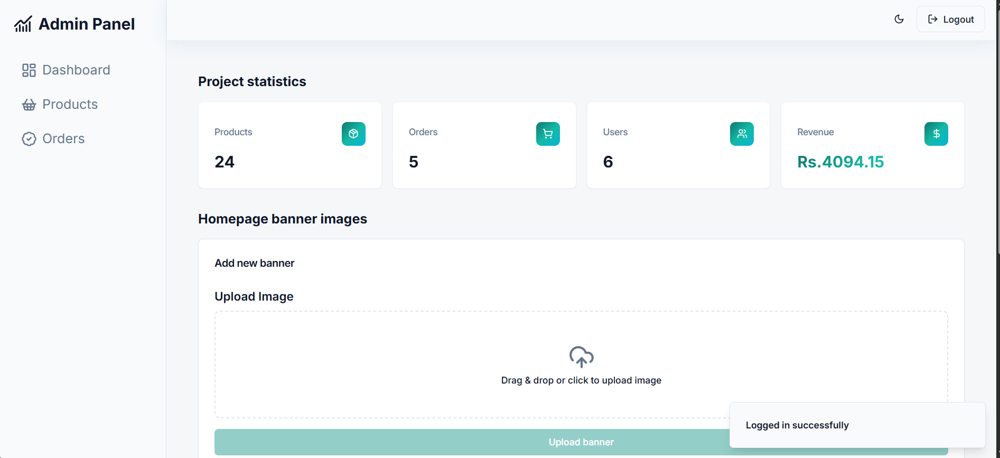 Admin Panel
Logout
Dashboard
Products
Orders
Project statistics
Products
24
Orders
5
Users
6
Revenue
Rs.4094.15
Homepage banner images
Add new banner
Upload Image
Drag & drop or click to upload image
Upload banner
Logged in successfully